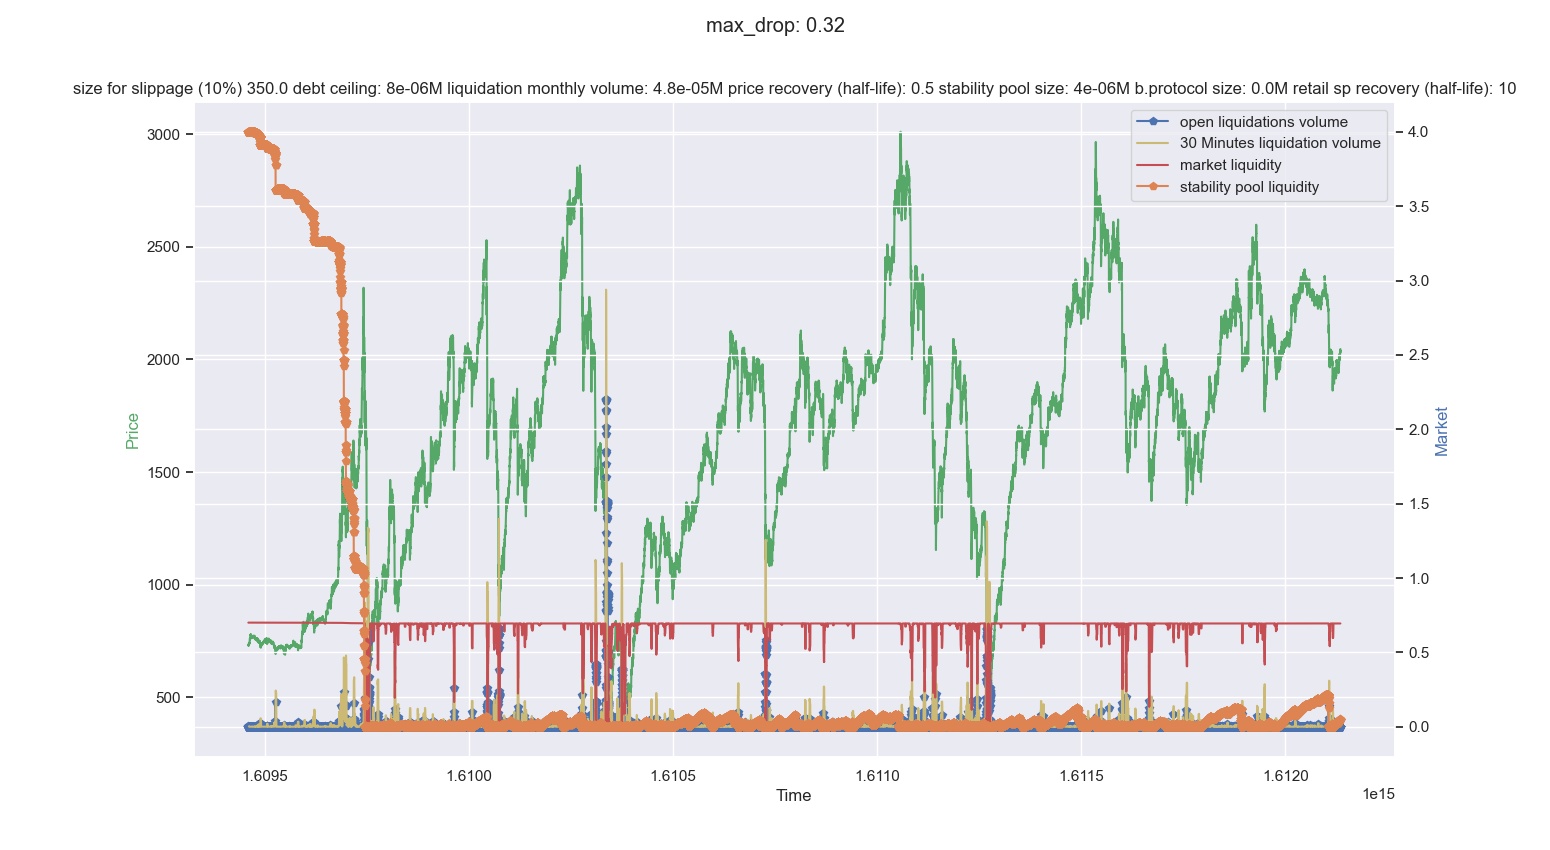 max_drop: 0.32
size for slippage (10%) 350.0 debt ceiling: 8e-06M liquidation monthly volume: 4.8e-05M price recovery (half-life): 0.5 stability pool size: 4e-06M b.protocol size: 0.0M retail sp recovery (half-life): 10
open liquidations volume
30 Minutes liquidation volume
market liquidity
stability pool liquidity
3000
2500
2000
1500
1000
500
Price
4.0
3.5
3.0
2.5
2.0
1.5
1.0
0.5
0.0
Market
1.6095 1.6100 1.6105 1.6110 1.6115 1.6120
Time
1e15